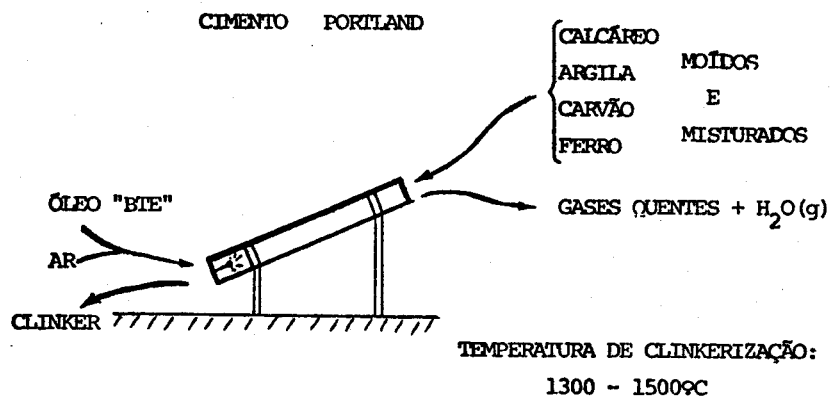 CIMENTO PORTLAND
CALCÁREO
ARGILA
CARVÃO
FERRO
MOÍDOS
E
MISTURADOS
ÓLEO "BTE"
AR
CLINKER
GASES QUENTES + H₂O(g)
TEMPERATURA DE CLINKERIZAÇÃO:
1300 - 1500ºC